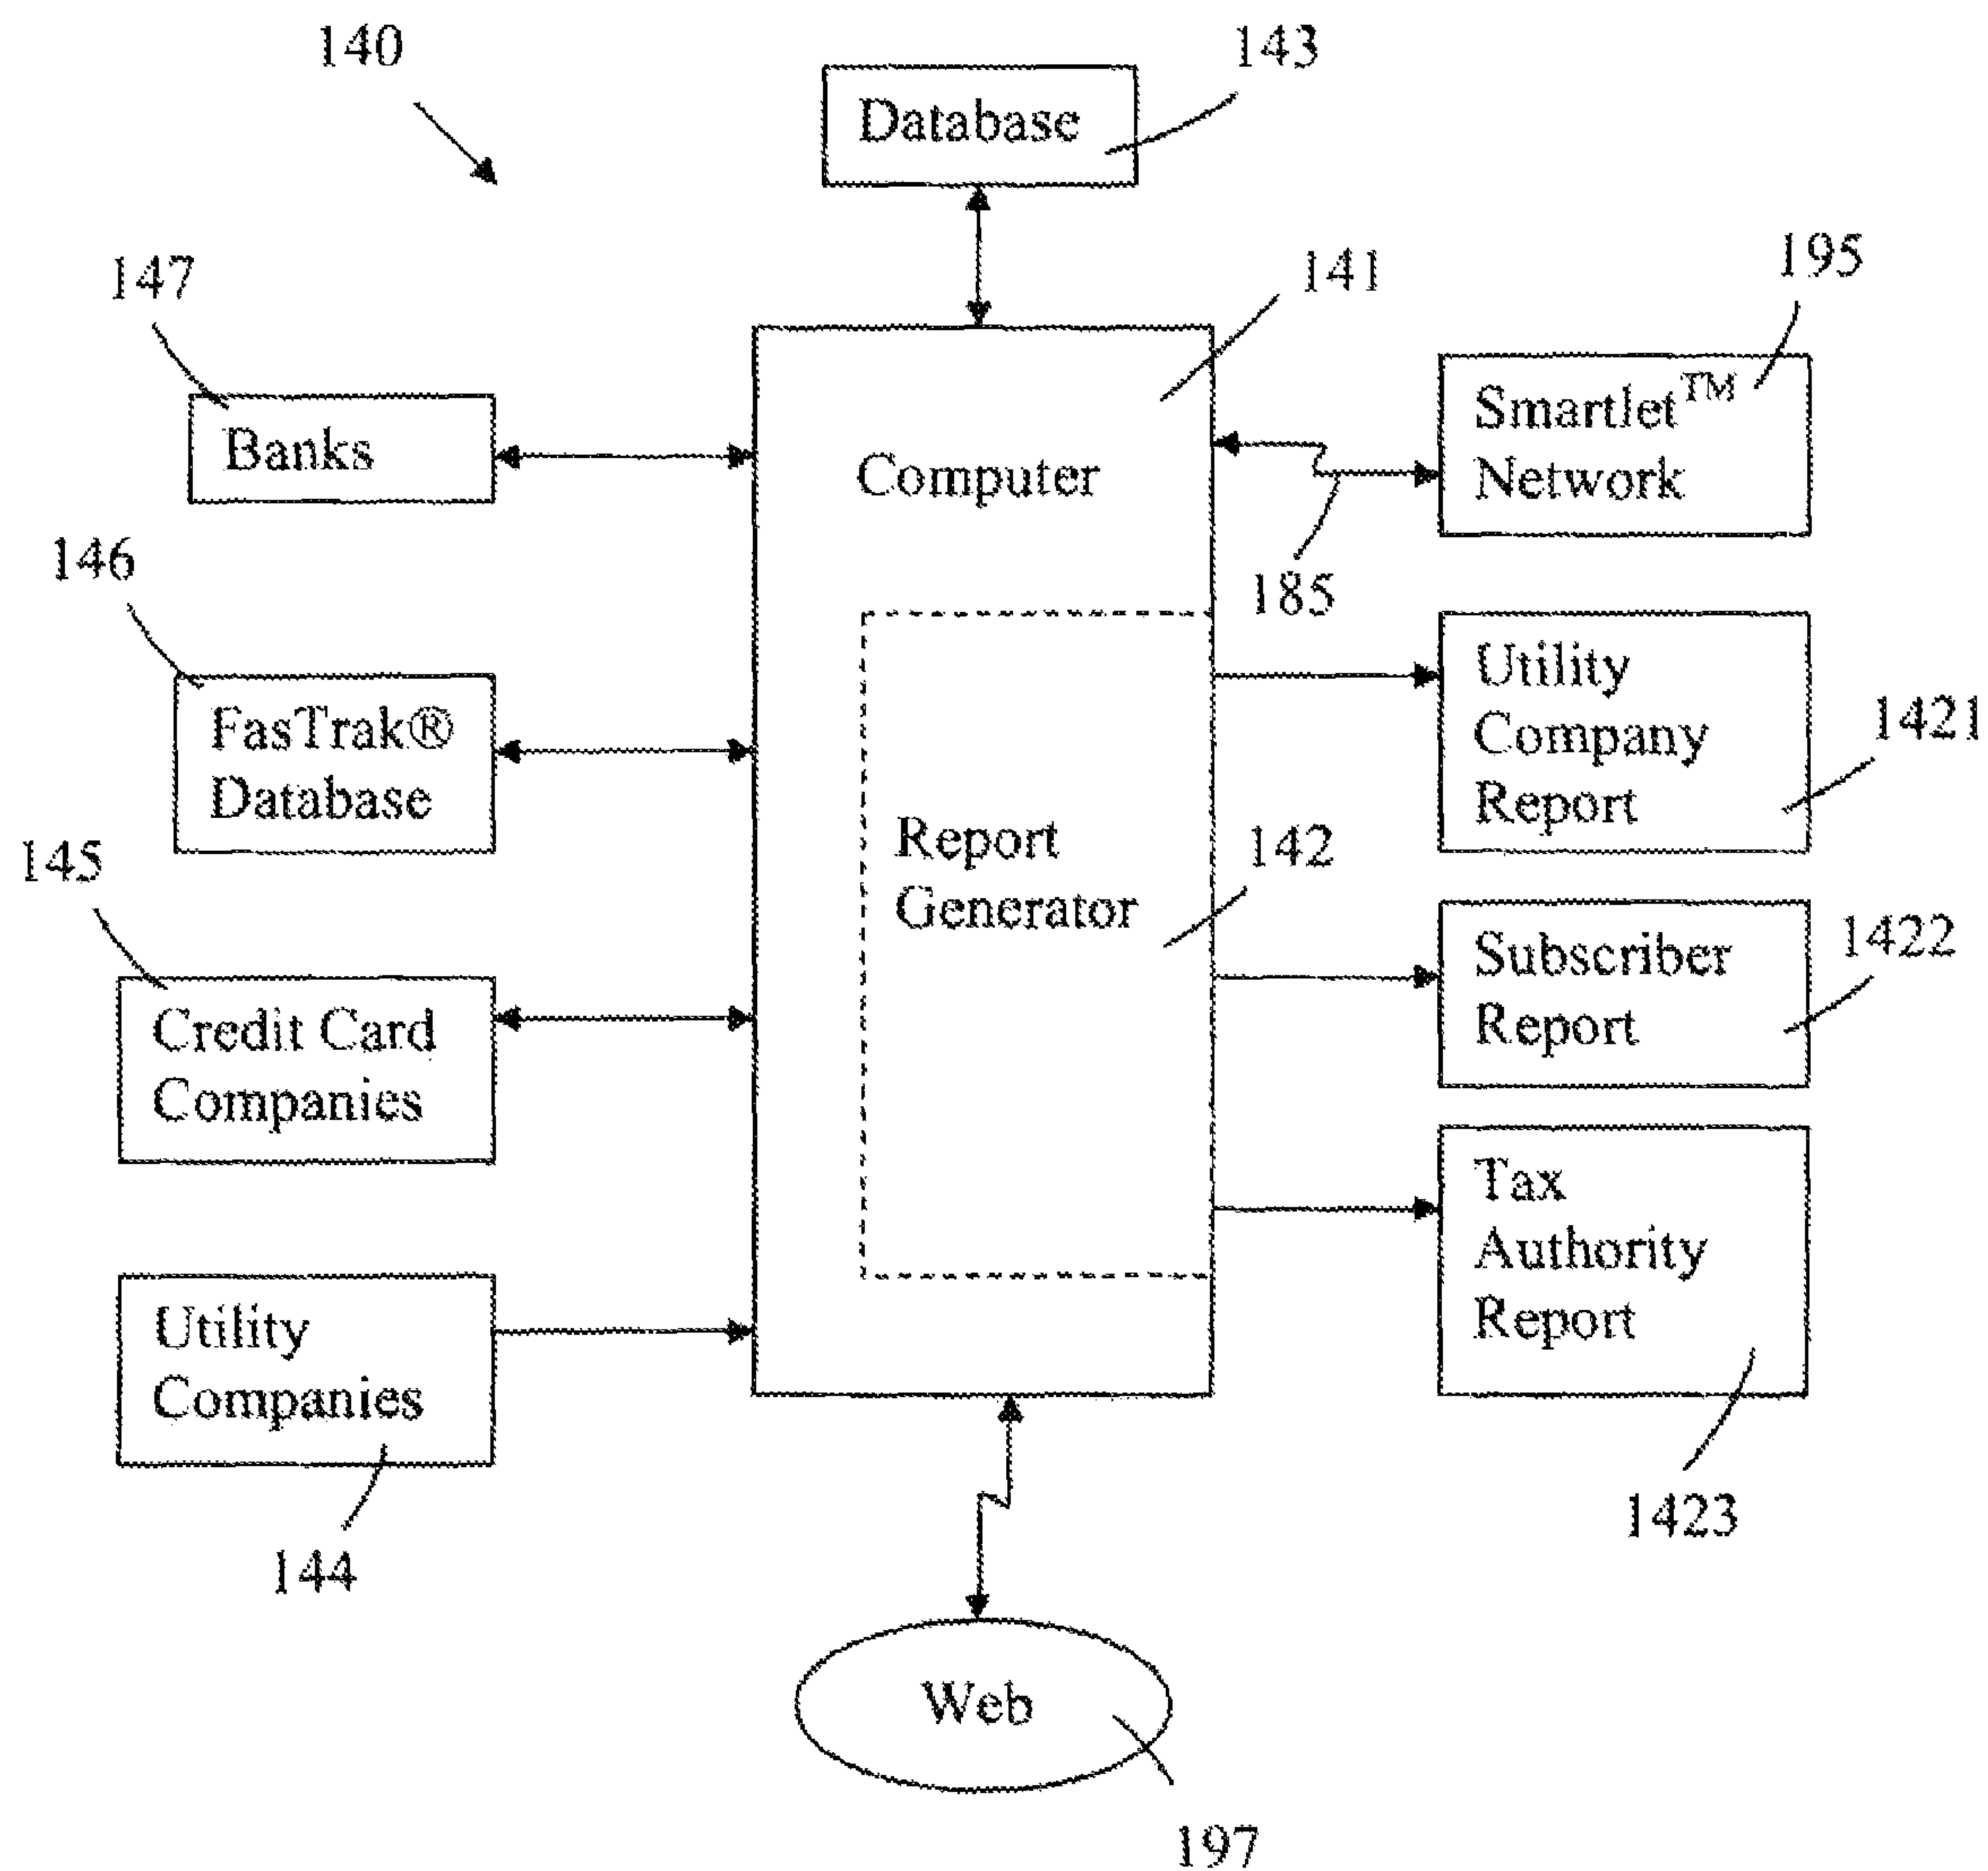 140
143
Database
147
141
195
Banks
Computer
Smartlet™
Network
146
185
FasTrak®
Database
Utility
Company
Report
1421
145
Report
Generator
142
Credit Card
Companies
Subscriber
Report
1422
Utility
Companies
Tax
Authority
Report
144
1423
Web
197